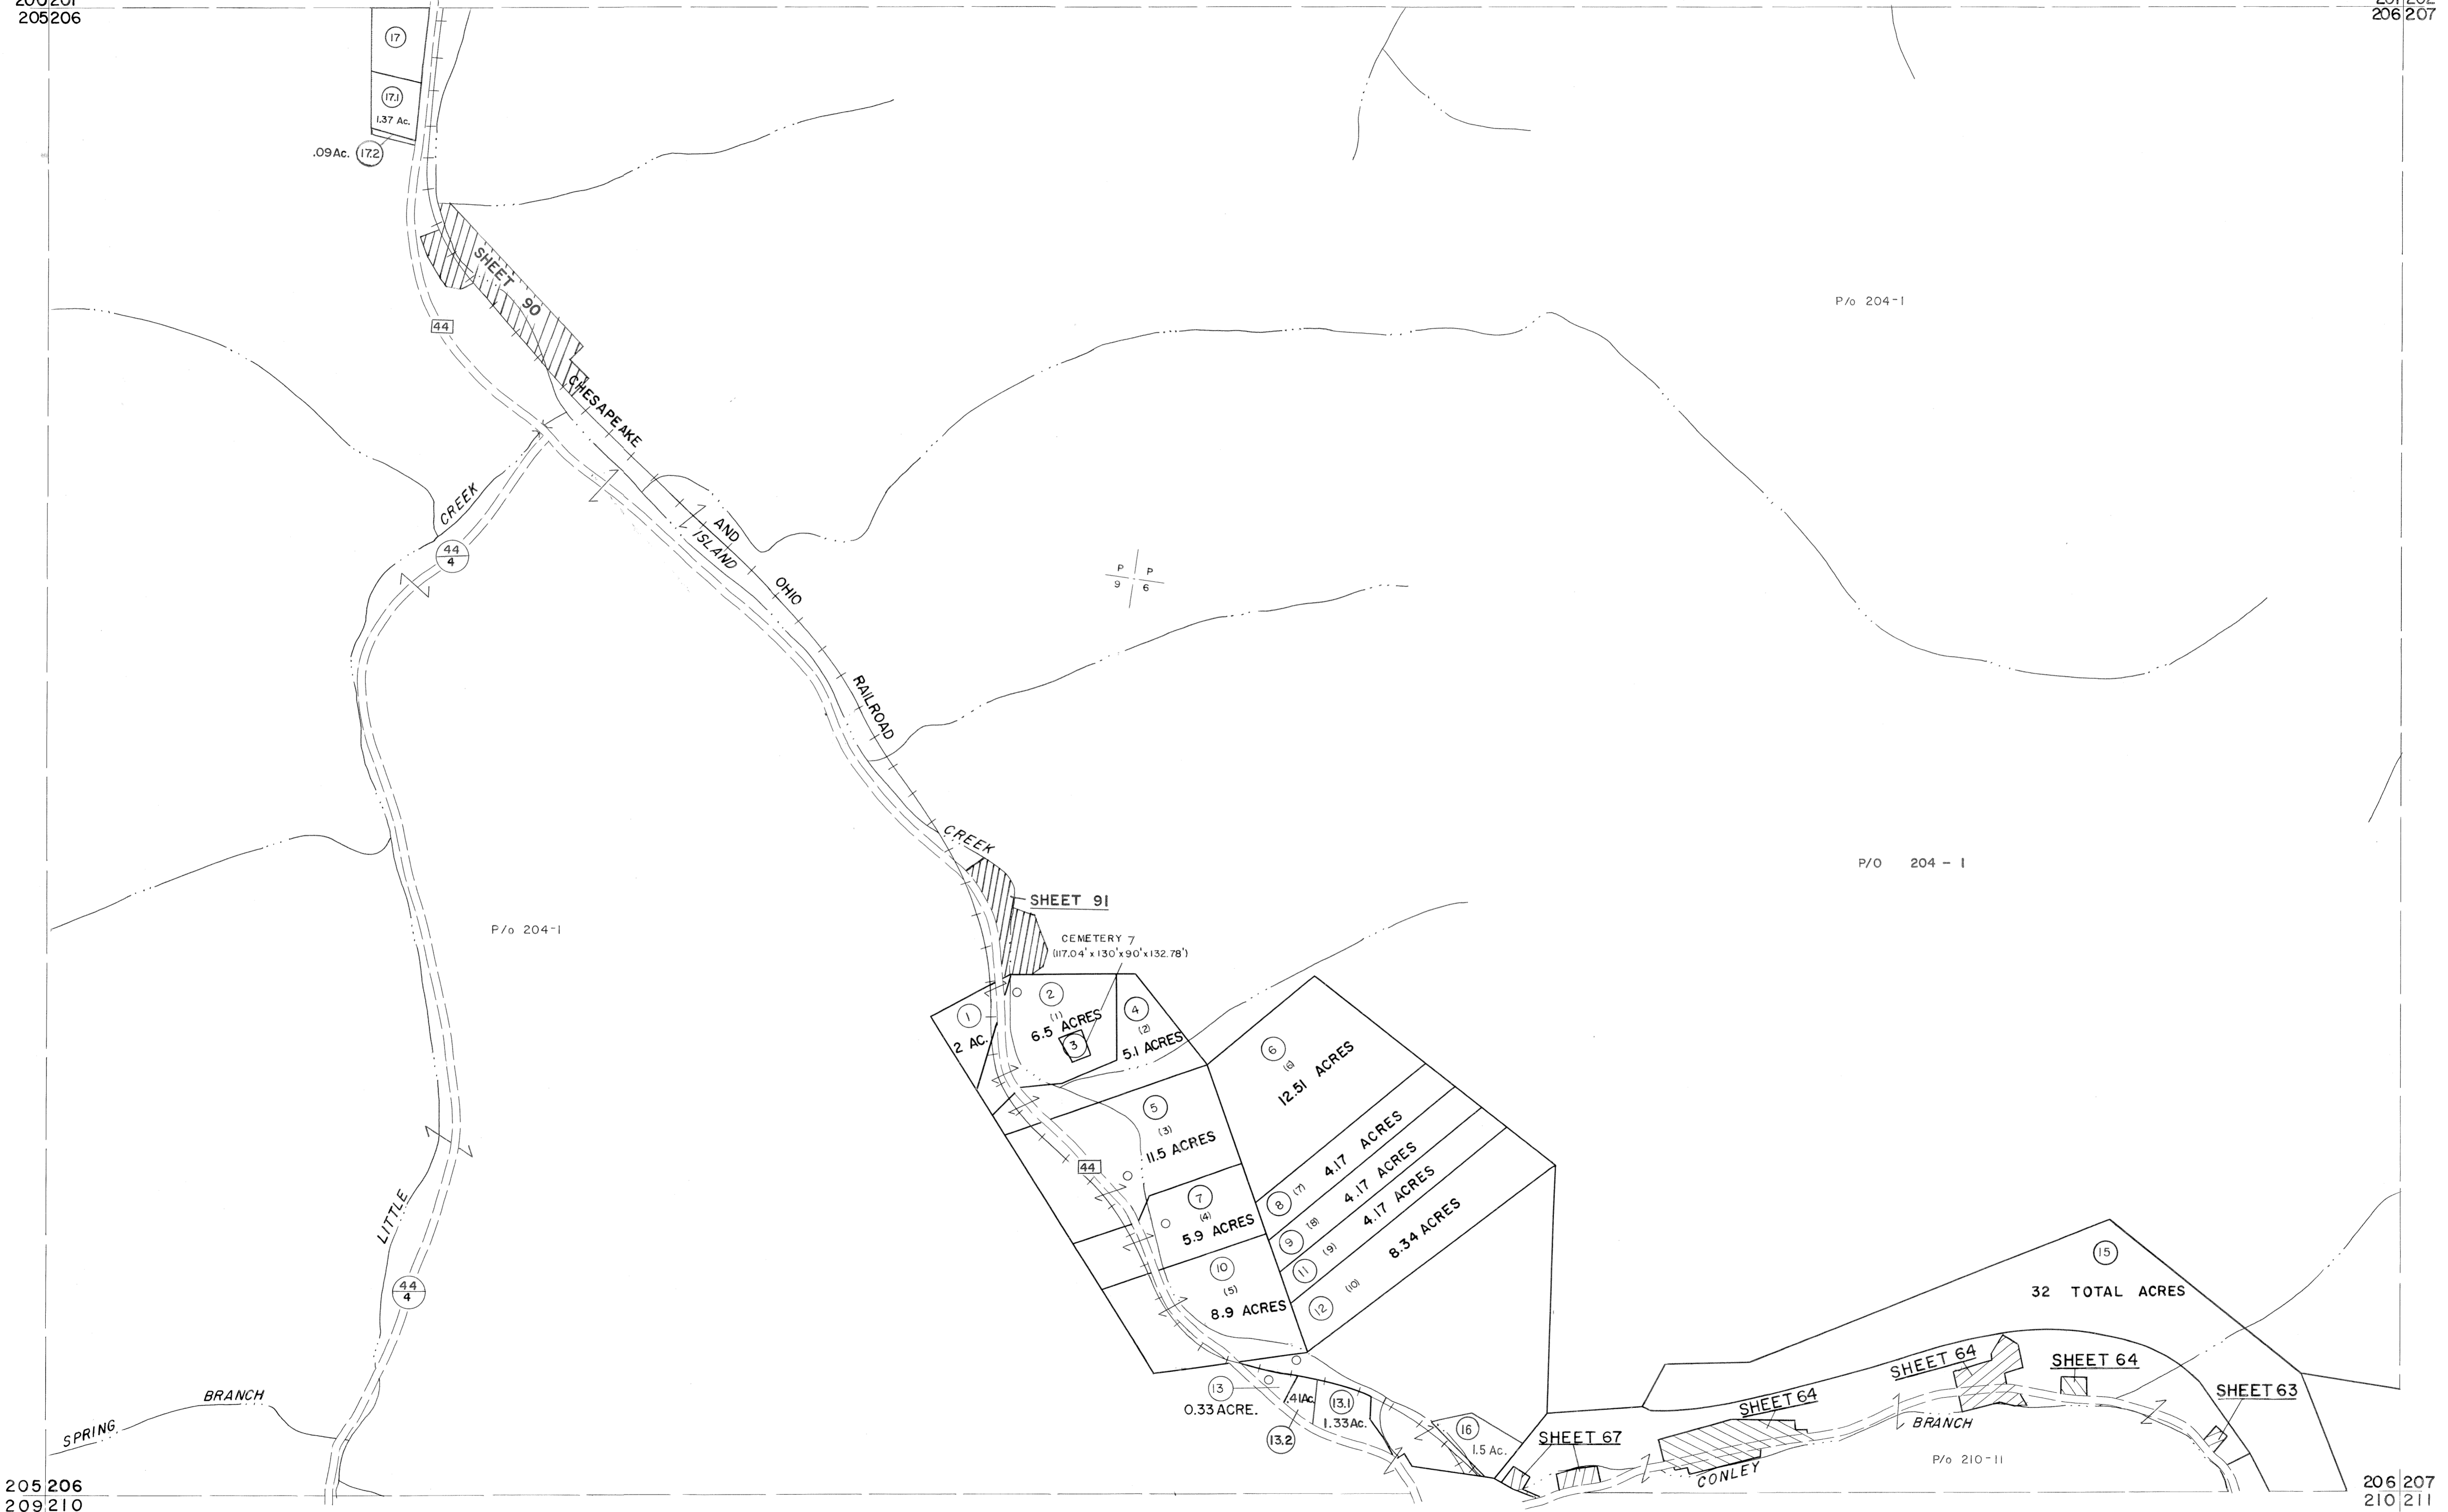 205 206
206 207
17
17.1
1.37 Ac.
.09Ac. 17.2
SHEET 90
44
P/o 204-1
CHESAPEAKE
CREEK
AND
ISLAND
44
4
OHIO
P P
9 6
RAILROAD
CREEK
P/O 204 - 1
SHEET 91
P/o 204-1
CEMETERY 7
(117.04' x 130' x 90' x 132.78')
1
2 AC.
2
(1)
6.5 ACRES
3
4
(2)
5.1 ACRES
6
(6)
12.51 ACRES
5
(3)
11.5 ACRES
44
7
(4)
5.9 ACRES
8 (7) 4.17 ACRES
9 (8) 4.17 ACRES
11 (9) 4.17 ACRES
12 (10) 8.34 ACRES
10
(5)
8.9 ACRES
LITTLE
44
4
15
32 TOTAL ACRES
SHEET 64
SHEET 64
SHEET 63
SHEET 64
13
0.33 ACRE.
.41Ac.
13.2
13.1
1.33Ac.
16
1.5 Ac.
SHEET 67
BRANCH
CONLEY
P/o 210-11
BRANCH
SPRING
205 206
209 210
206 207
210 211